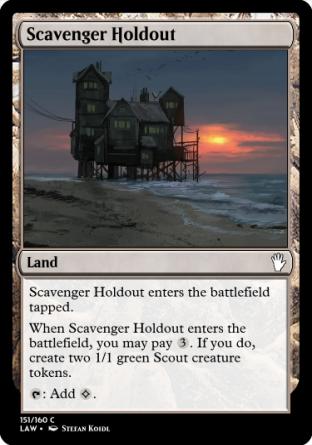 Scavenger Holdout
Land
Scavenger Holdout enters the battlefield
tapped.
When Scavenger Holdout enters the
battlefield, you may pay 3. If you do,
create two 1/1 green Scout creature
tokens.
: Add .
151/160 C
LAW • Stefan Koidl